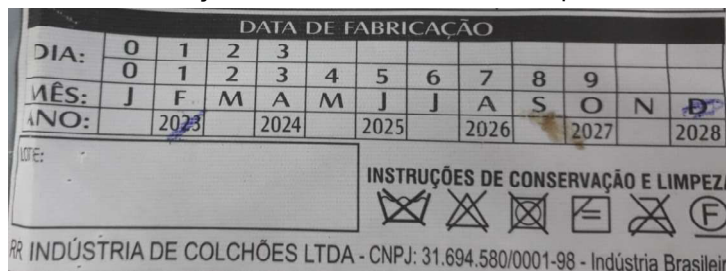 DATA DE FABRICAÇÃO
DIA: 0 1 2 3
0 1 2 3 4 5 6 7 8 9
MÊS: J F M A M J J A S O N D
ANO: 2023 2024 2025 2026 2027 2028
LOTE:
INSTRUÇÕES DE CONSERVAÇÃO E LIMPEZA
F
RR INDÚSTRIA DE COLCHÕES LTDA - CNPJ: 31.694.580/0001-98 - Indústria Brasileir